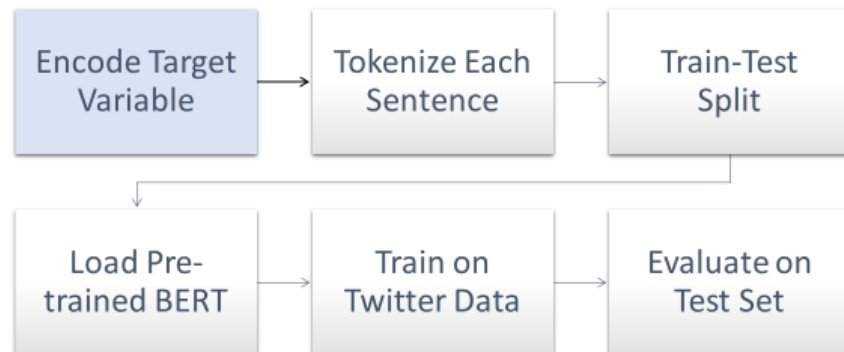 Encode Target
Variable
Tokenize Each
Sentence
Train-Test
Split
Load Pre-
trained BERT
Train on
Twitter Data
Evaluate on
Test Set